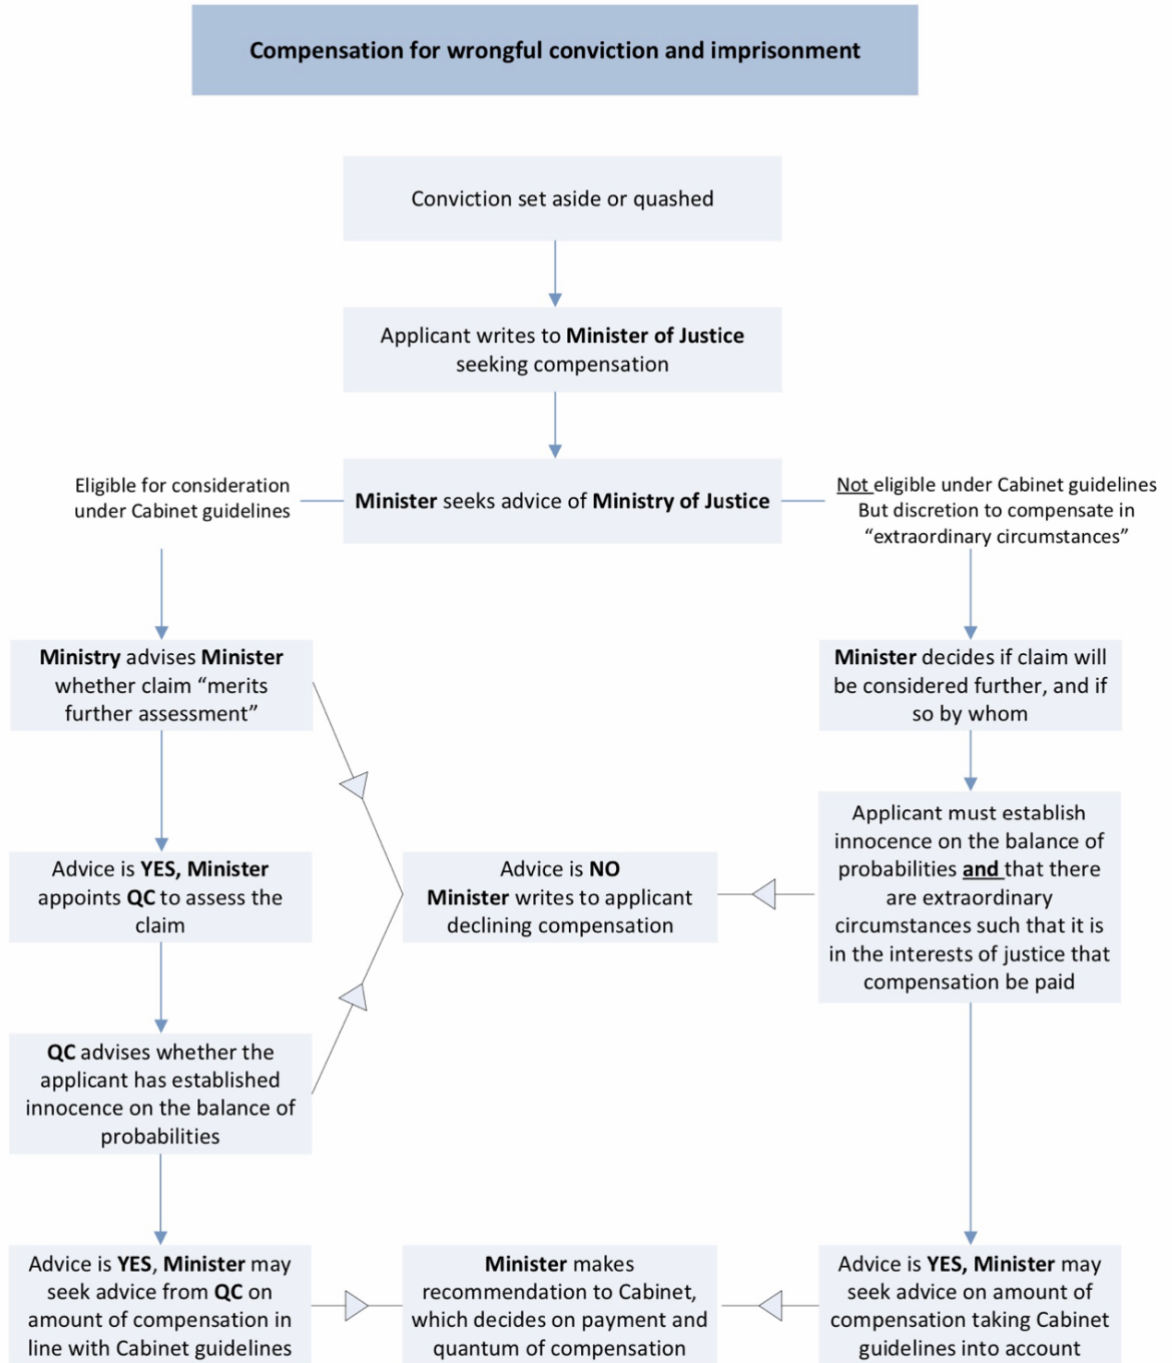 Compensation for wrongful conviction and imprisonment
Conviction set aside or quashed
Applicant writes to Minister of Justice
seeking compensation
Minister seeks advice of Ministry of Justice
Eligible for consideration
under Cabinet guidelines
Not eligible under Cabinet guidelines
But discretion to compensate in
“extraordinary circumstances”
Ministry advises Minister
whether claim “merits
further assessment”
Minister decides if claim will
be considered further, and if
so by whom
Advice is YES, Minister
appoints QC to assess the
claim
Advice is NO
Minister writes to applicant
declining compensation
Applicant must establish
innocence on the balance of
probabilities and that there
are extraordinary
circumstances such that it is
in the interests of justice that
compensation be paid
QC advises whether the
applicant has established
innocence on the balance of
probabilities
Advice is YES, Minister may
seek advice from QC on
amount of compensation in
line with Cabinet guidelines
Minister makes
recommendation to Cabinet,
which decides on payment and
quantum of compensation
Advice is YES, Minister may
seek advice on amount of
compensation taking Cabinet
guidelines into account